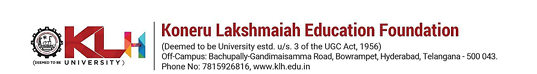 KLH
(DEEMED TO BE UNIVERSITY)
Koneru Lakshmaiah Education Foundation
(Deemed to be University estd. u/s. 3 of the UGC Act, 1956)
Off-Campus: Bachupally-Gandimaisamma Road, Bowrampet, Hyderabad, Telangana - 500 043.
Phone No: 7815926816, www.klh.edu.in